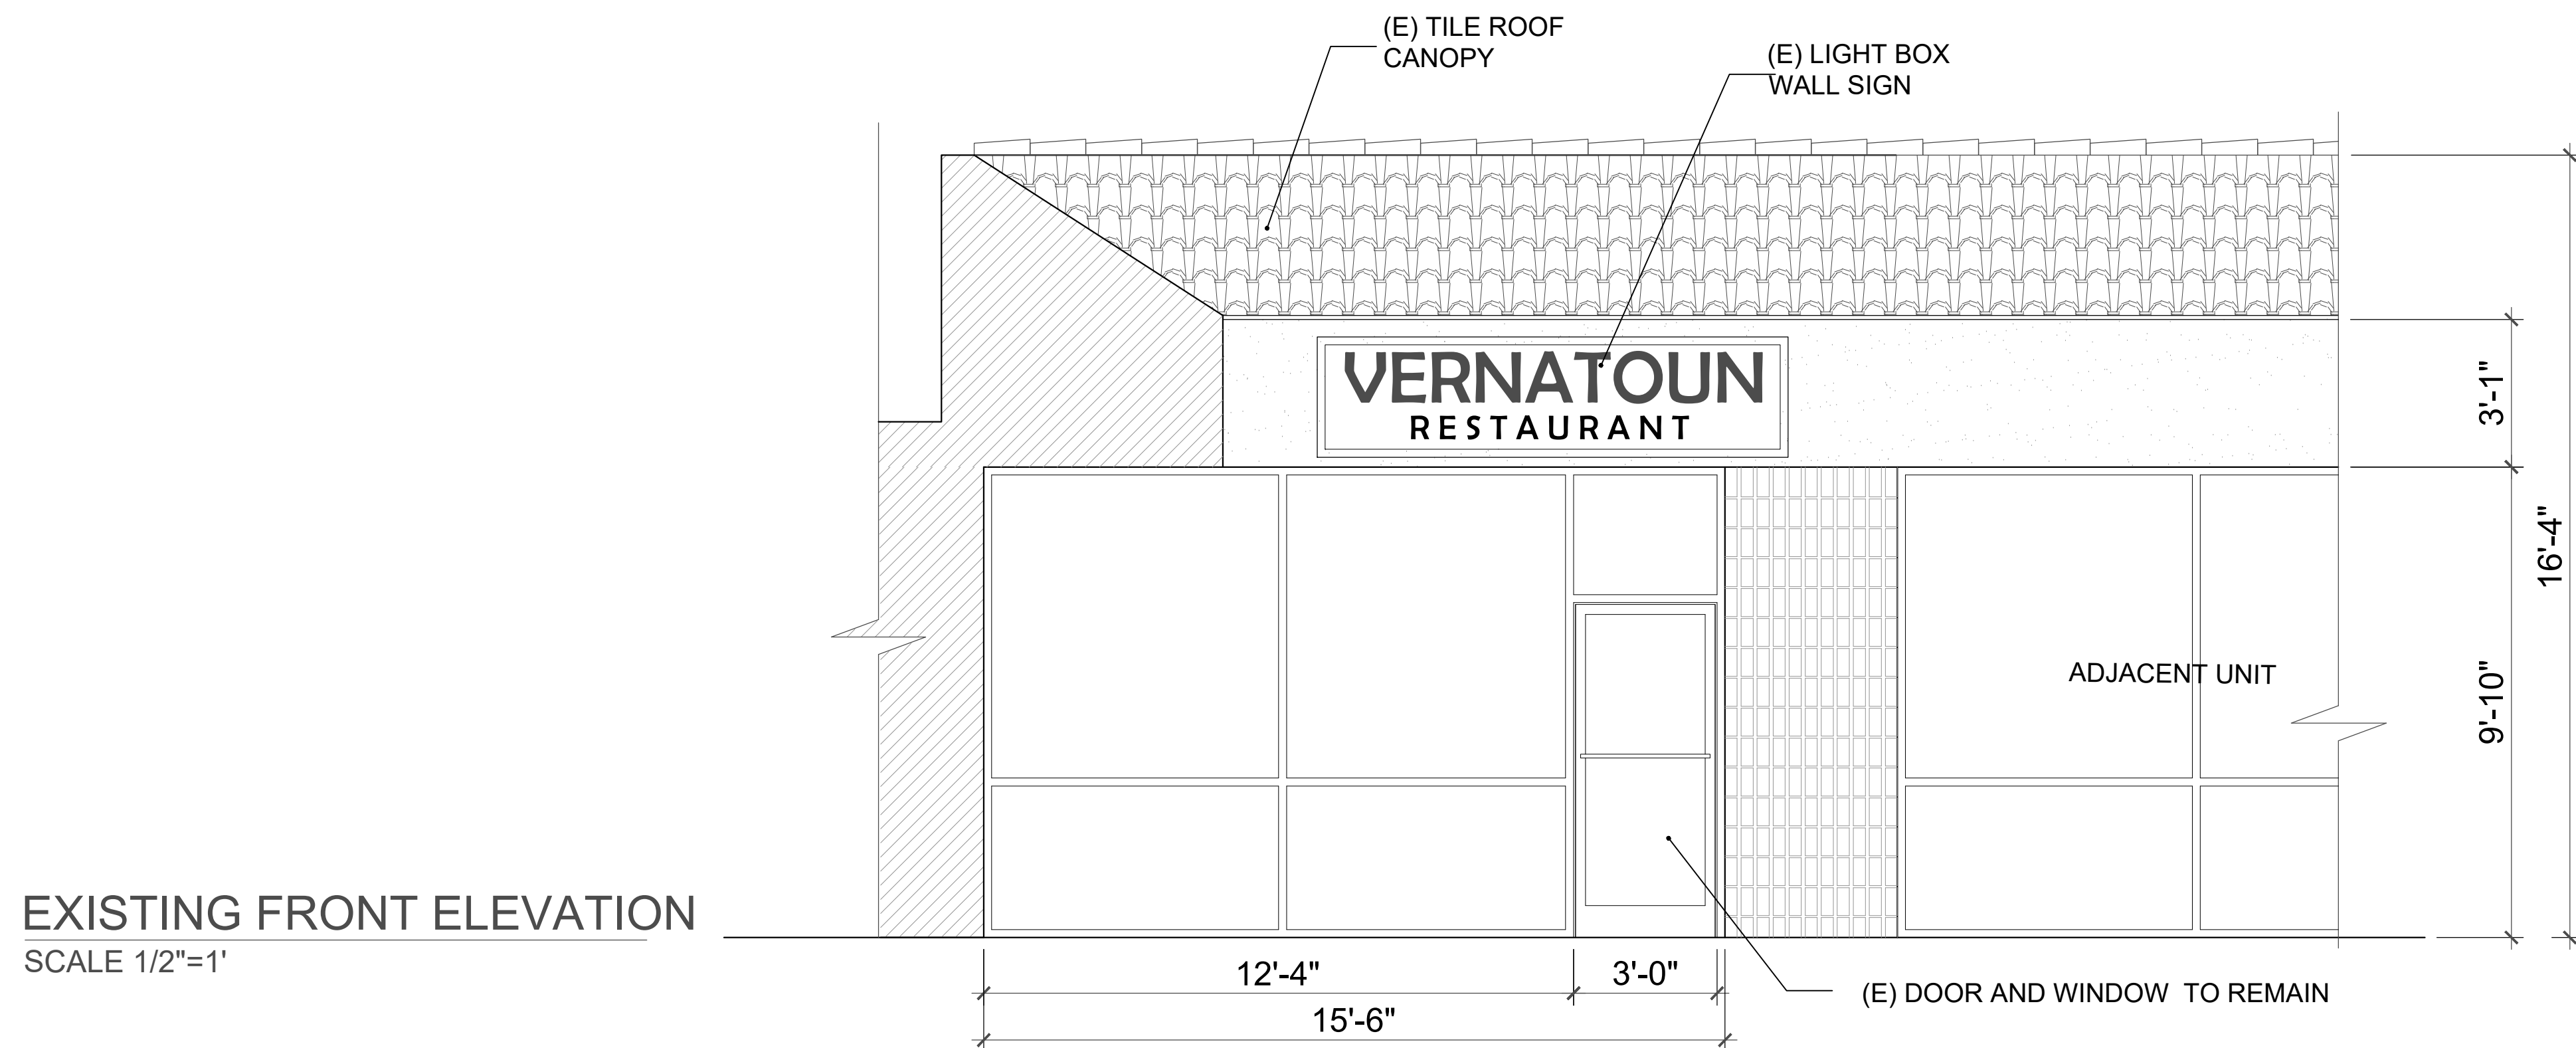 (E) TILE ROOF
CANOPY
(E) LIGHT BOX
WALL SIGN
VERNATOUN
RESTAURANT
3'-1"
16'-4"
9'-10"
ADJACENT UNIT
EXISTING FRONT ELEVATION
SCALE 1/2"=1'
12'-4"
3'-0"
15'-6"
(E) DOOR AND WINDOW TO REMAIN